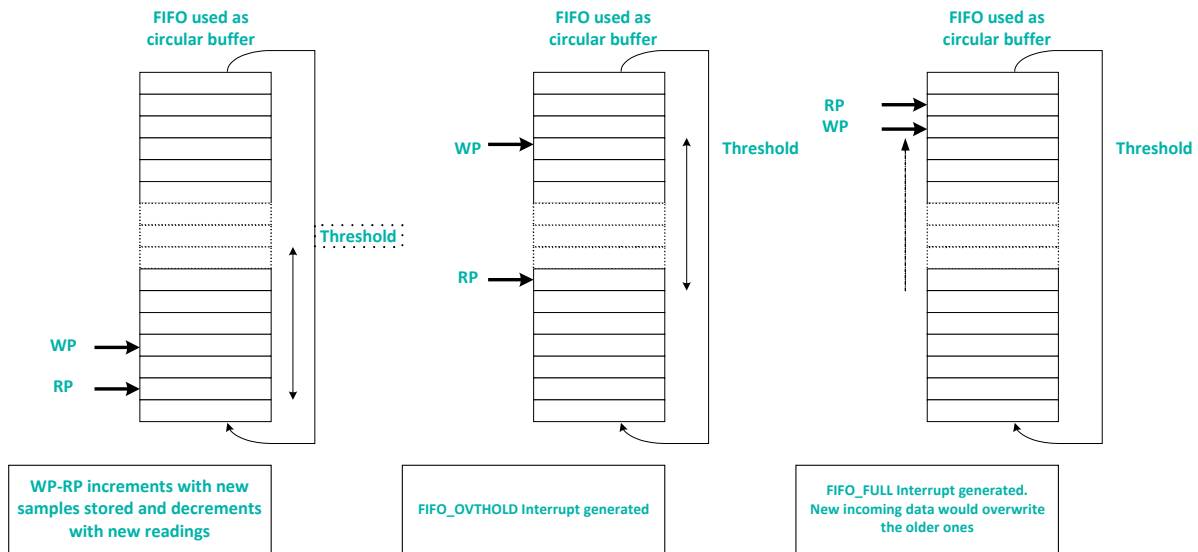 FIFO used as
circular buffer
WP
RP
Threshold
WP-RP increments with new
samples stored and decrements
with new readings
FIFO used as
circular buffer
WP
RP
Threshold
FIFO_OVTHOLD Interrupt generated
FIFO used as
circular buffer
RP
WP
Threshold
FIFO_FULL Interrupt generated.
New incoming data would overwrite
the older ones